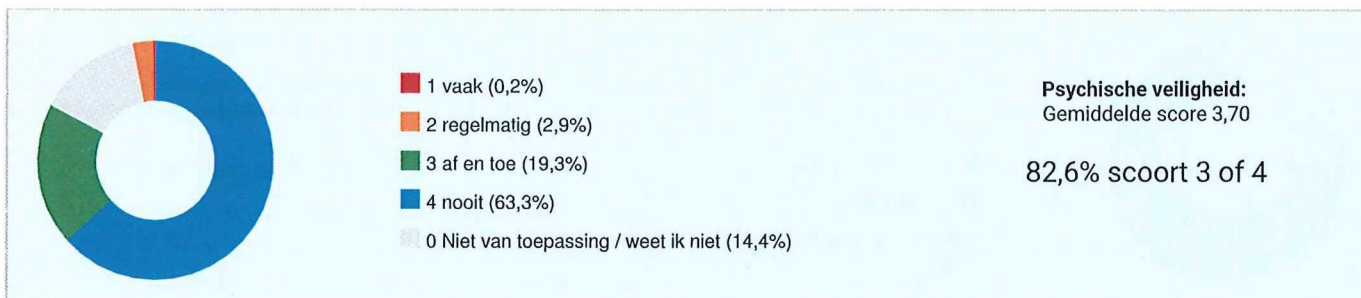 1 vaak (0,2%)
2 regelmatig (2,9%)
3 af en toe (19,3%)
4 nooit (63,3%)
0 Niet van toepassing / weet ik niet (14,4%)
Psychische veiligheid:
Gemiddelde score 3,70
82,6% scoort 3 of 4